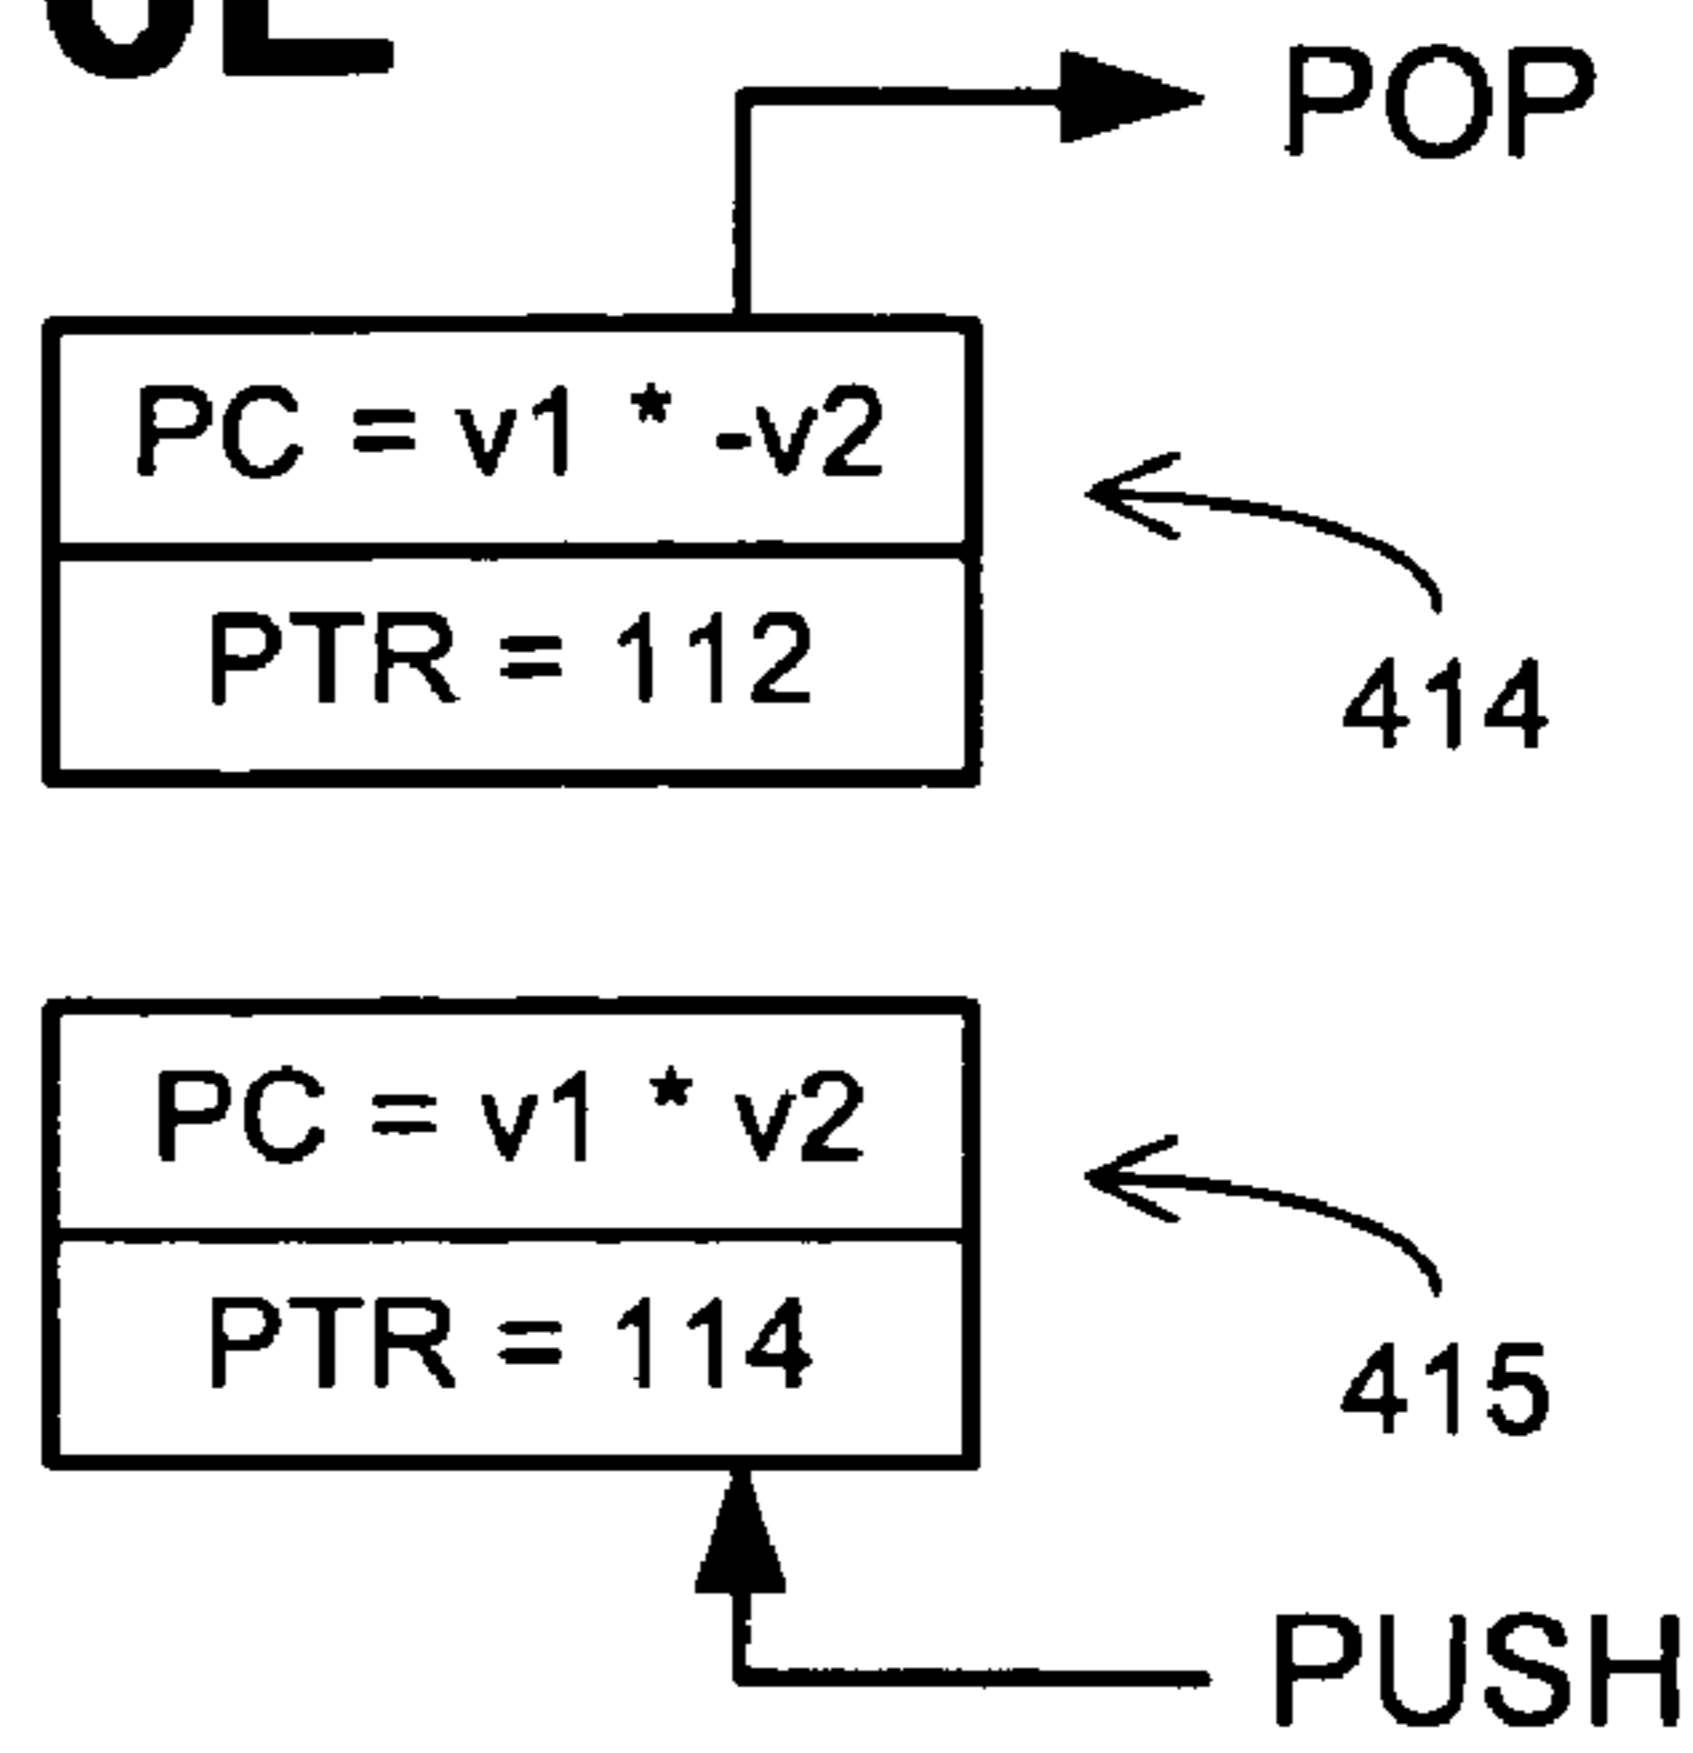 POP
PC = v1 * -v2
PTR = 112
414
PC = v1 * v2
PTR = 114
415
PUSH